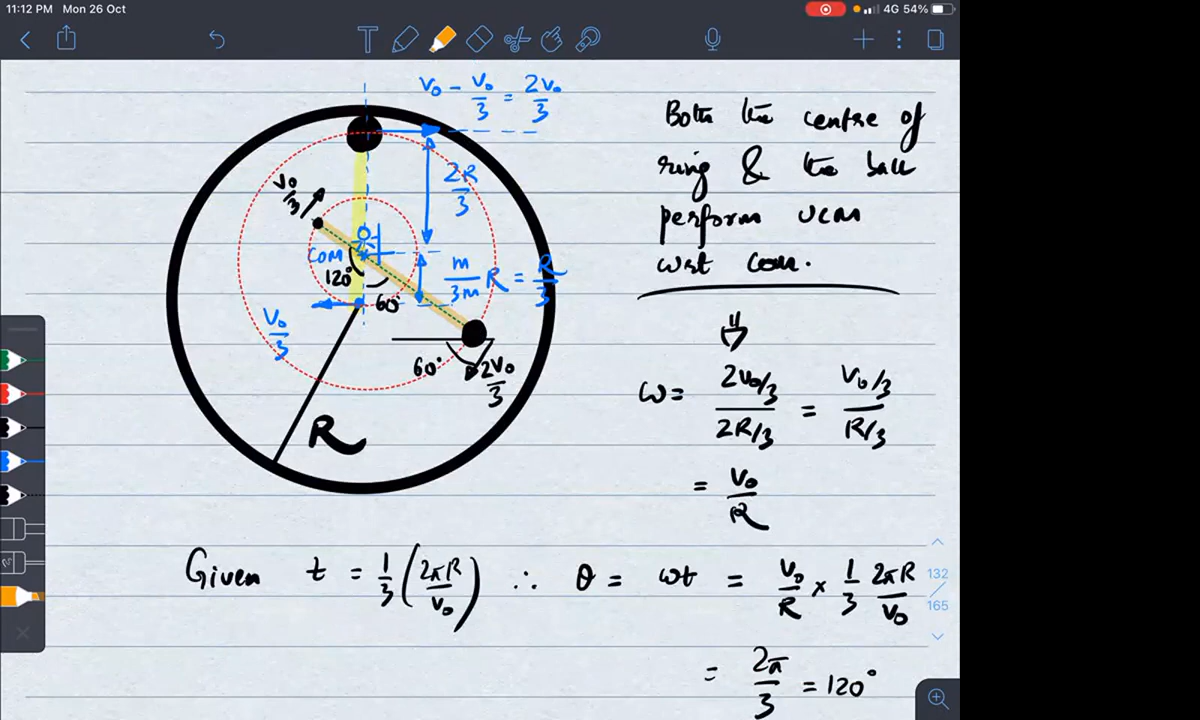 11:12 PM Mon 26 Oct
4G 54%
T
v₀ - v₀/3 = 2v₀/3
2R/3
v₀/3
COM
m/3m R = R/3
120°
60°
v₀/3
60°
2v₀/3
R
Both the centre of
ring & the ball
perform UCM
wrt com.
⇓
ω = (2v₀/3)/(2R/3) = (v₀/3)/(R/3)
= v₀/R
Given t = 1/3 (2πR/v₀) ∴ θ = ωt = v₀/R × 1/3 2πR/v₀
= 2π/3 = 120°
132
165